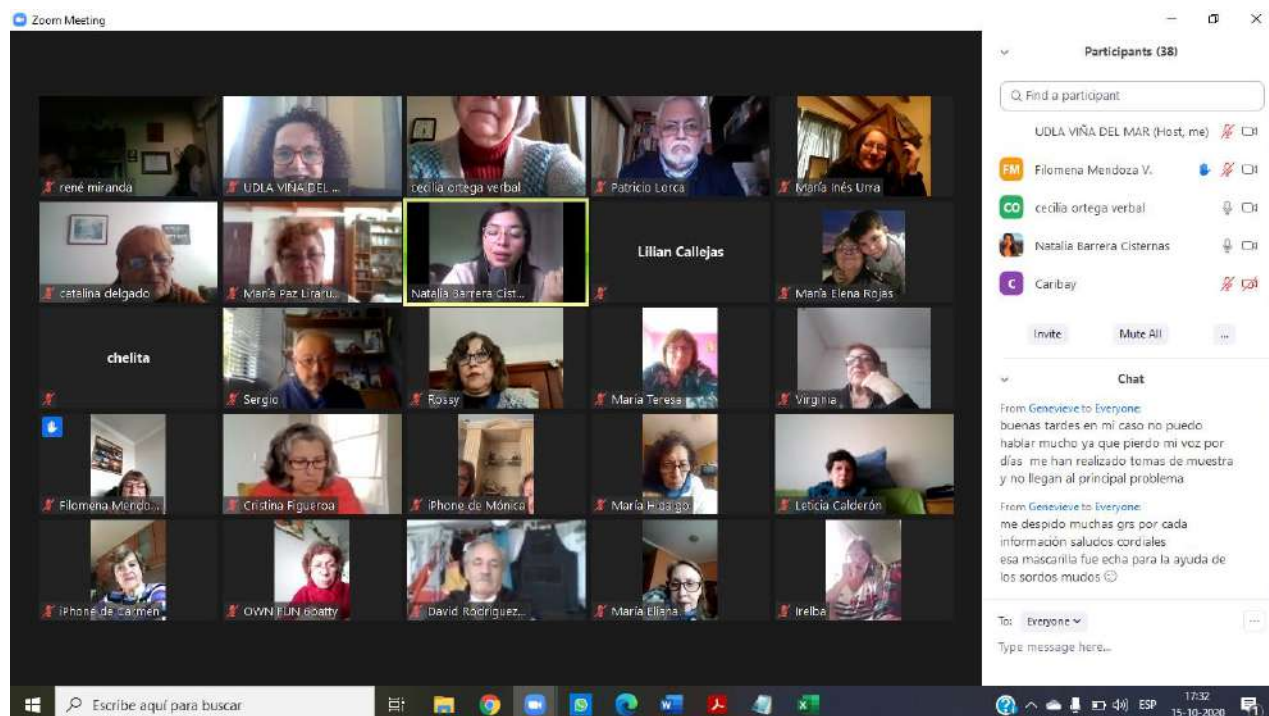 Zoom Meeting
rené miranda
UDLA VIÑA DEL ...
cecilia ortega verbal
Patricio Lorca
María Inés Urra
catalina delgado
María Paz Liraru...
Natalia Barrera Cist...
Lilian Callejas
María Elena Rojas
chelita
Sergio
Rossy
María Teresa
Virginia
Filomena Mendo...
Cristina Figueroa
iPhone de Mónica
María Hidalgo
Leticia Calderón
iPhone de Carmen
OWN FUN 6patty
David Rodriguez...
María Eliana
Irelba
Participants (38)
Find a participant
UDLA VIÑA DEL MAR (Host, me)
FM Filomena Mendoza V.
CO cecilia ortega verbal
Natalia Barrera Cisternas
C Caribay
Invite Mute All ...
Chat
From Genevieve to Everyone:
buenas tardes en mi caso no puedo
hablar mucho ya que pierdo mi voz por
días me han realizado tomas de muestra
y no llegan al principal problema
From Genevieve to Everyone:
me despido muchas grs por cada
información saludos cordiales
esa mascarilla fue echa para la ayuda de
los sordos mudos
To: Everyone
Type message here...
Escribe aquí para buscar
ESP
17:32
15-10-2020